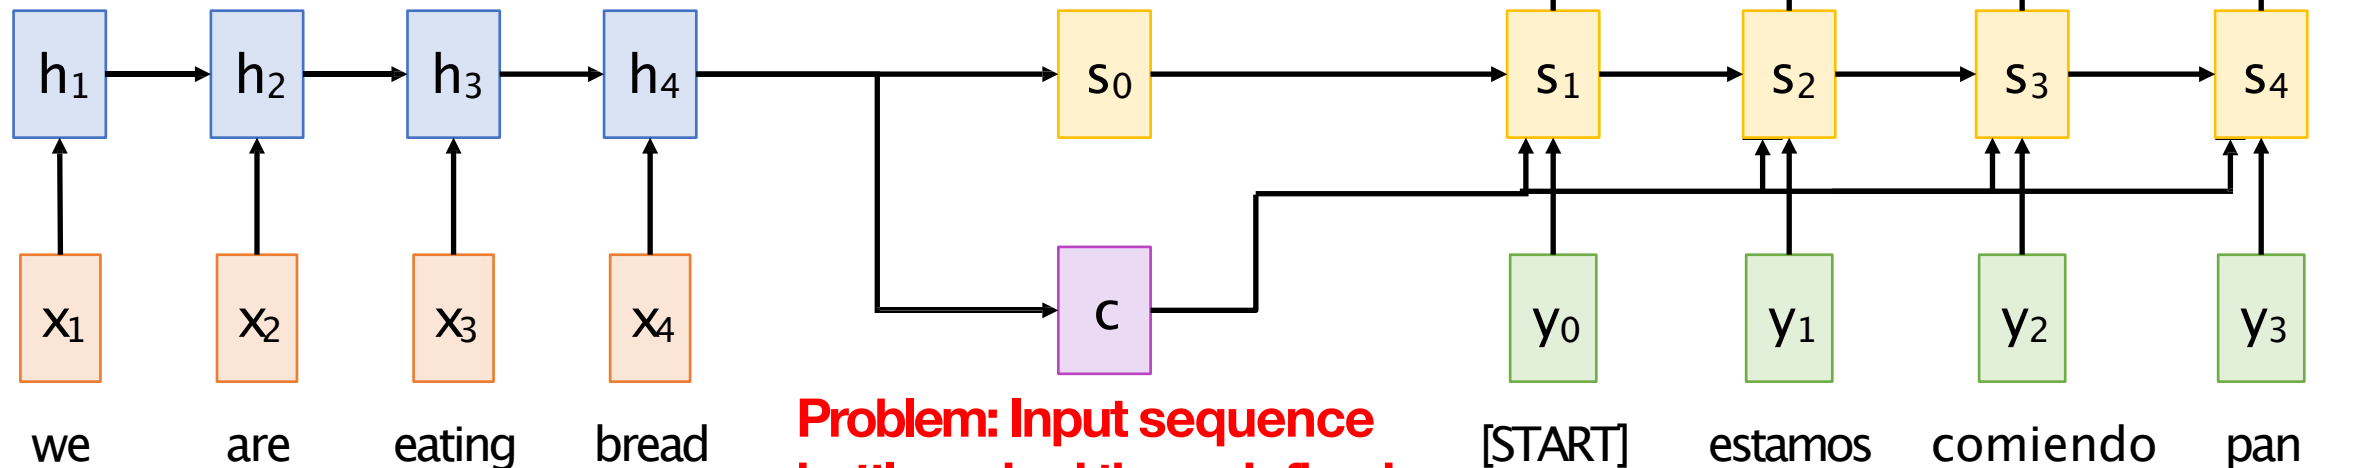 h1 h2 h3 h4 s0 s1 s2 s3 s4
x1 x2 x3 x4 c y0 y1 y2 y3
we are eating bread [START] estamos comiendo pan
Problem: Input sequence